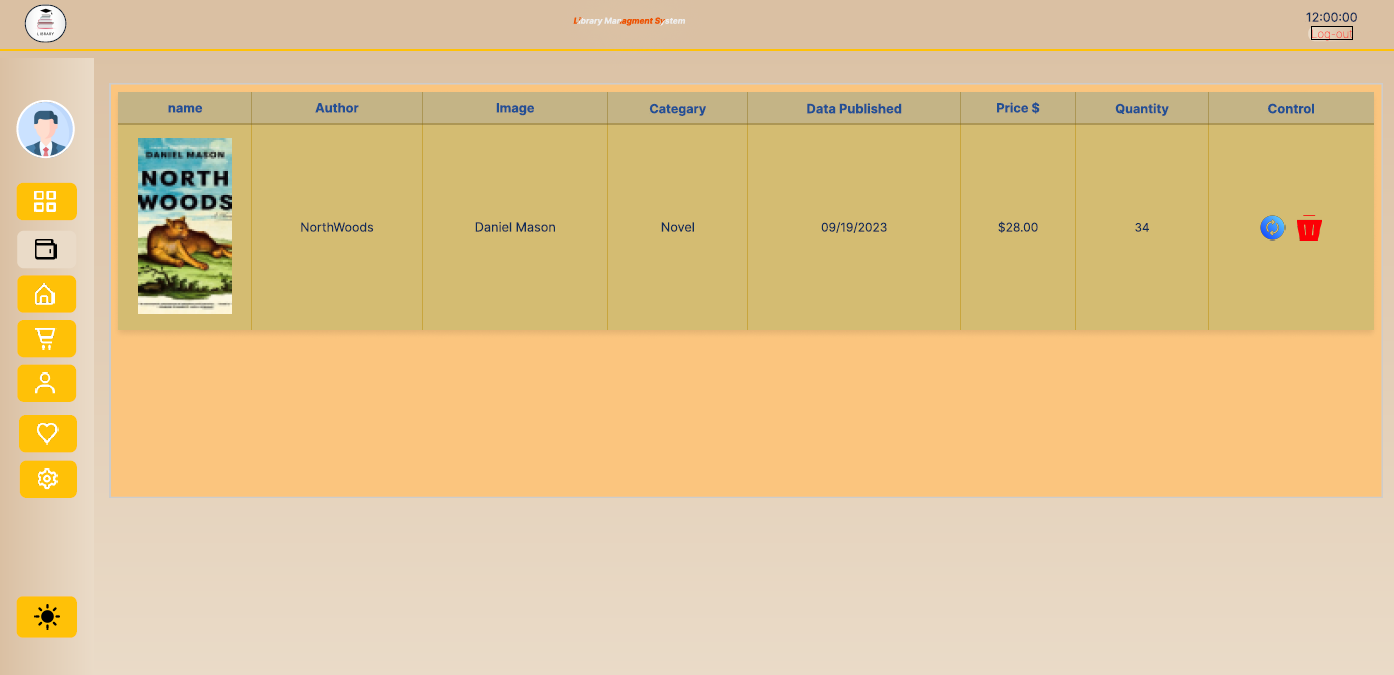 LIBRARY
Library Managment System
12:00:00
Log-out
name Author Image Categary Data Published Price $ Quantity Control
DANIEL MASON
NORTH
WOODS
NorthWoods Daniel Mason Novel 09/19/2023 $28.00 34